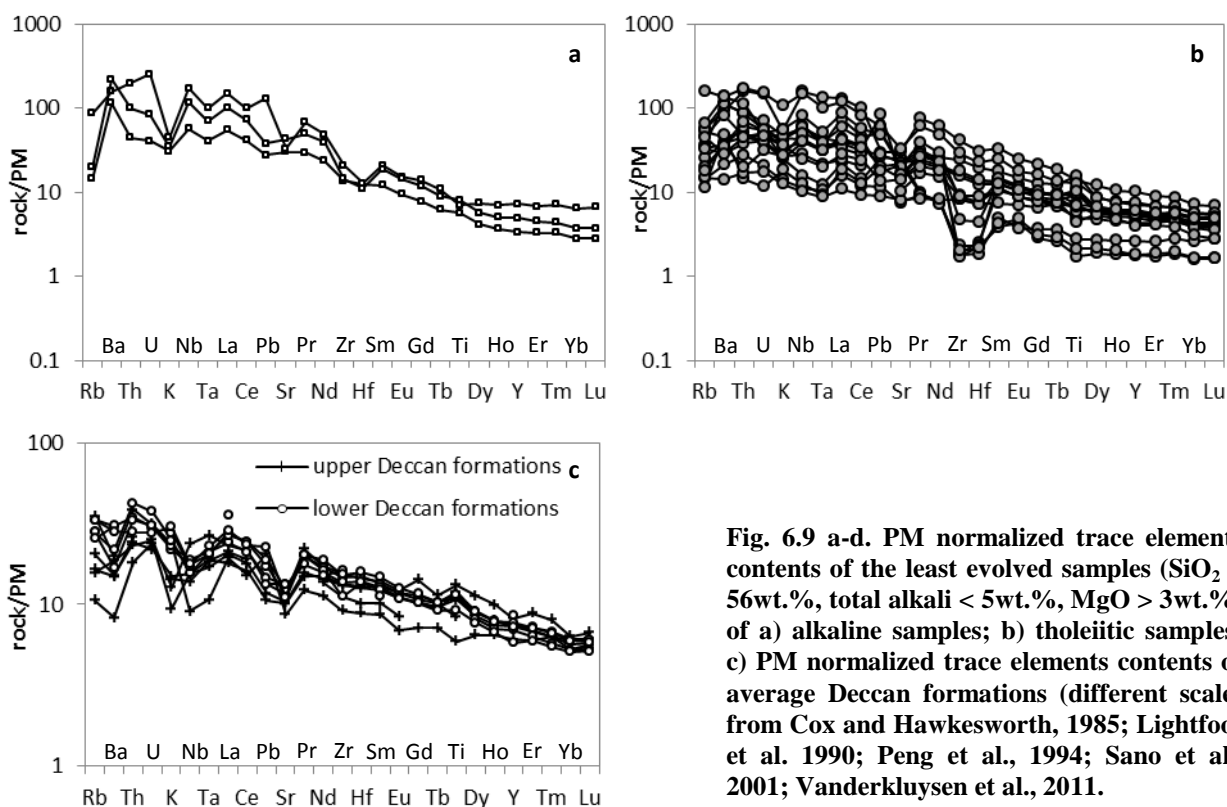 1000
100
10
1
0.1
rock/PM
a
Ba U Nb La Pb Pr Zr Sm Gd Ti Ho Er Yb
Rb Th K Ta Ce Sr Nd Hf Eu Tb Dy Y Tm Lu
1000
100
10
1
0.1
rock/PM
b
Ba U Nb La Pb Pr Zr Sm Gd Ti Ho Er Yb
Rb Th K Ta Ce Sr Nd Hf Eu Tb Dy Y Tm Lu
100
10
1
rock/PM
c
upper Deccan formations
lower Deccan formations
Ba U Nb La Pb Pr Zr Sm Gd Ti Ho Er Yb
Rb Th K Ta Ce Sr Nd Hf Eu Tb Dy Y Tm Lu
Fig. 6.9 a-d. PM normalized trace element
contents of the least evolved samples (SiO2
56wt.%, total alkali < 5wt.%, MgO > 3wt.%
of a) alkaline samples; b) tholeiitic samples
c) PM normalized trace elements contents o
average Deccan formations (different scale
from Cox and Hawkesworth, 1985; Lightfoo
et al. 1990; Peng et al., 1994; Sano et al
2001; Vanderkluysen et al., 2011.